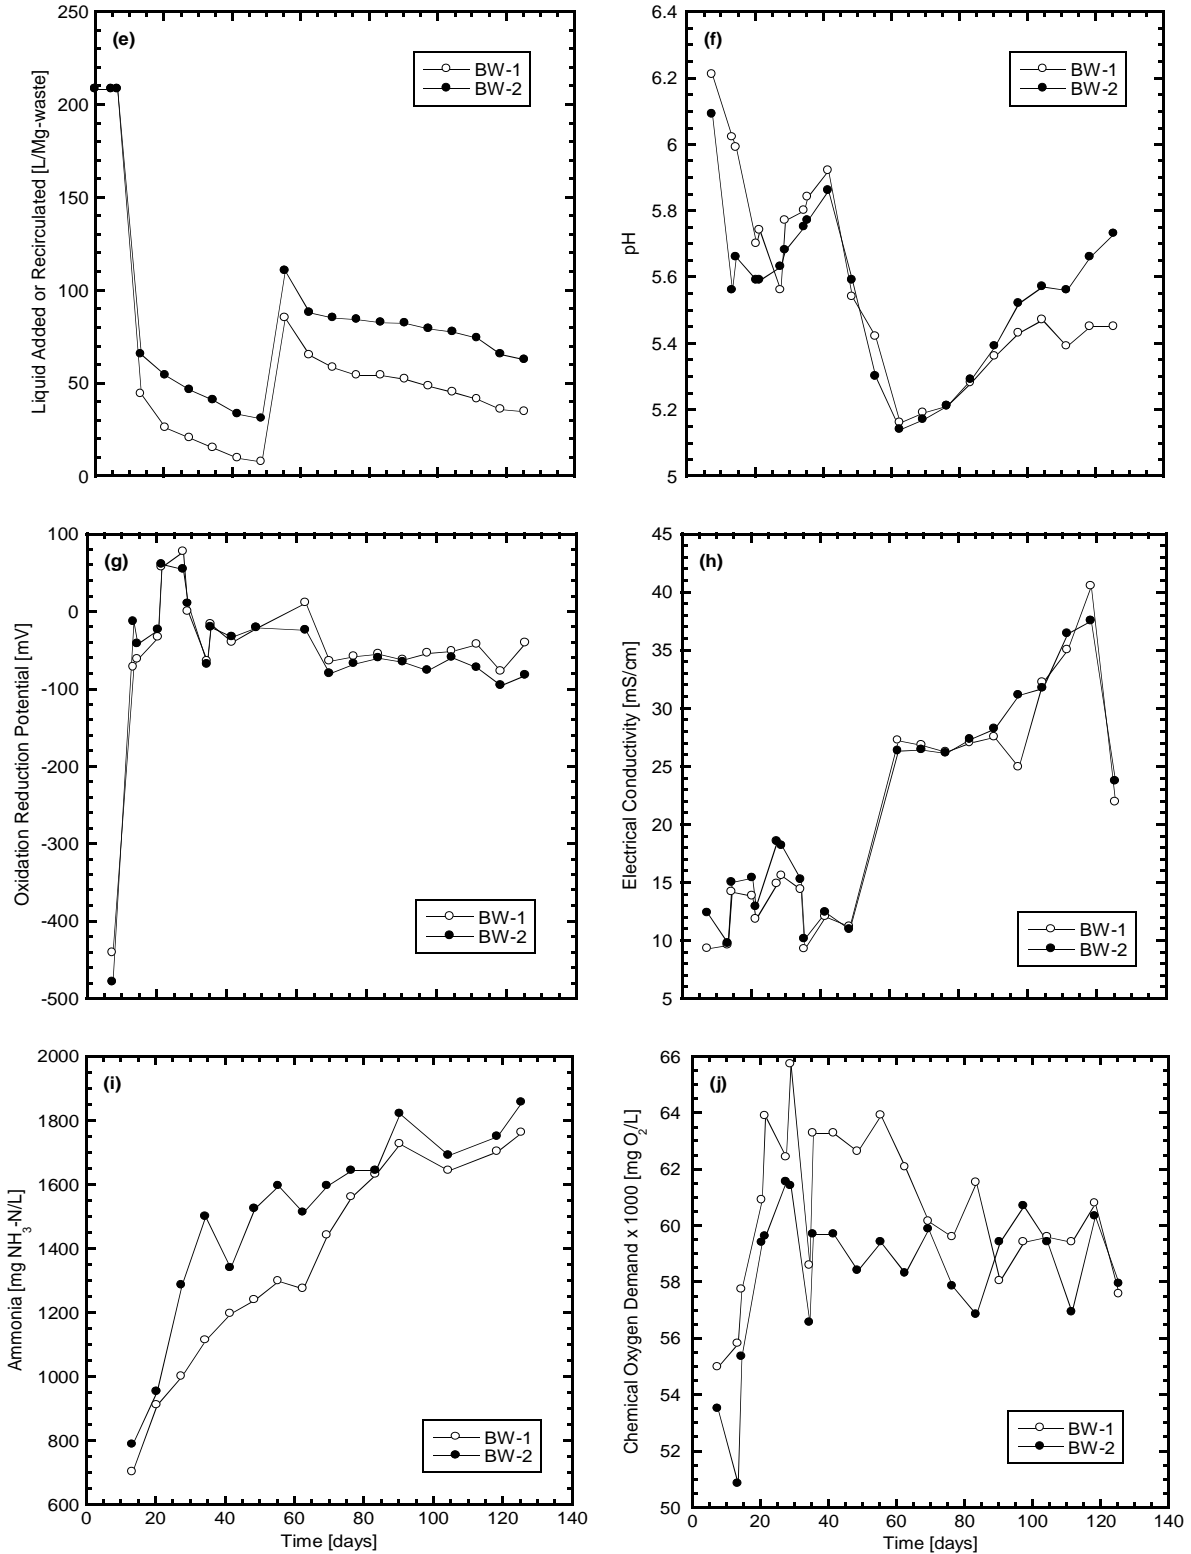 (e)
BW-1
BW-2
Liquid Added or Recirculated [L/Mg-waste]
250
200
150
100
50
0
(f)
BW-1
BW-2
pH
6.4
6.2
6
5.8
5.6
5.4
5.2
5
(g)
BW-1
BW-2
Oxidation Reduction Potential [mV]
100
0
-100
-200
-300
-400
-500
(h)
BW-1
BW-2
Electrical Conductivity [mS/cm]
45
40
35
30
25
20
15
10
5
(i)
BW-1
BW-2
Ammonia [mg NH3-N/L]
2000
1800
1600
1400
1200
1000
800
600
0 20 40 60 80 100 120 140
Time [days]
(j)
BW-1
BW-2
Chemical Oxygen Demand x 1000 [mg O2/L]
66
64
62
60
58
56
54
52
50
0 20 40 60 80 100 120 140
Time [days]